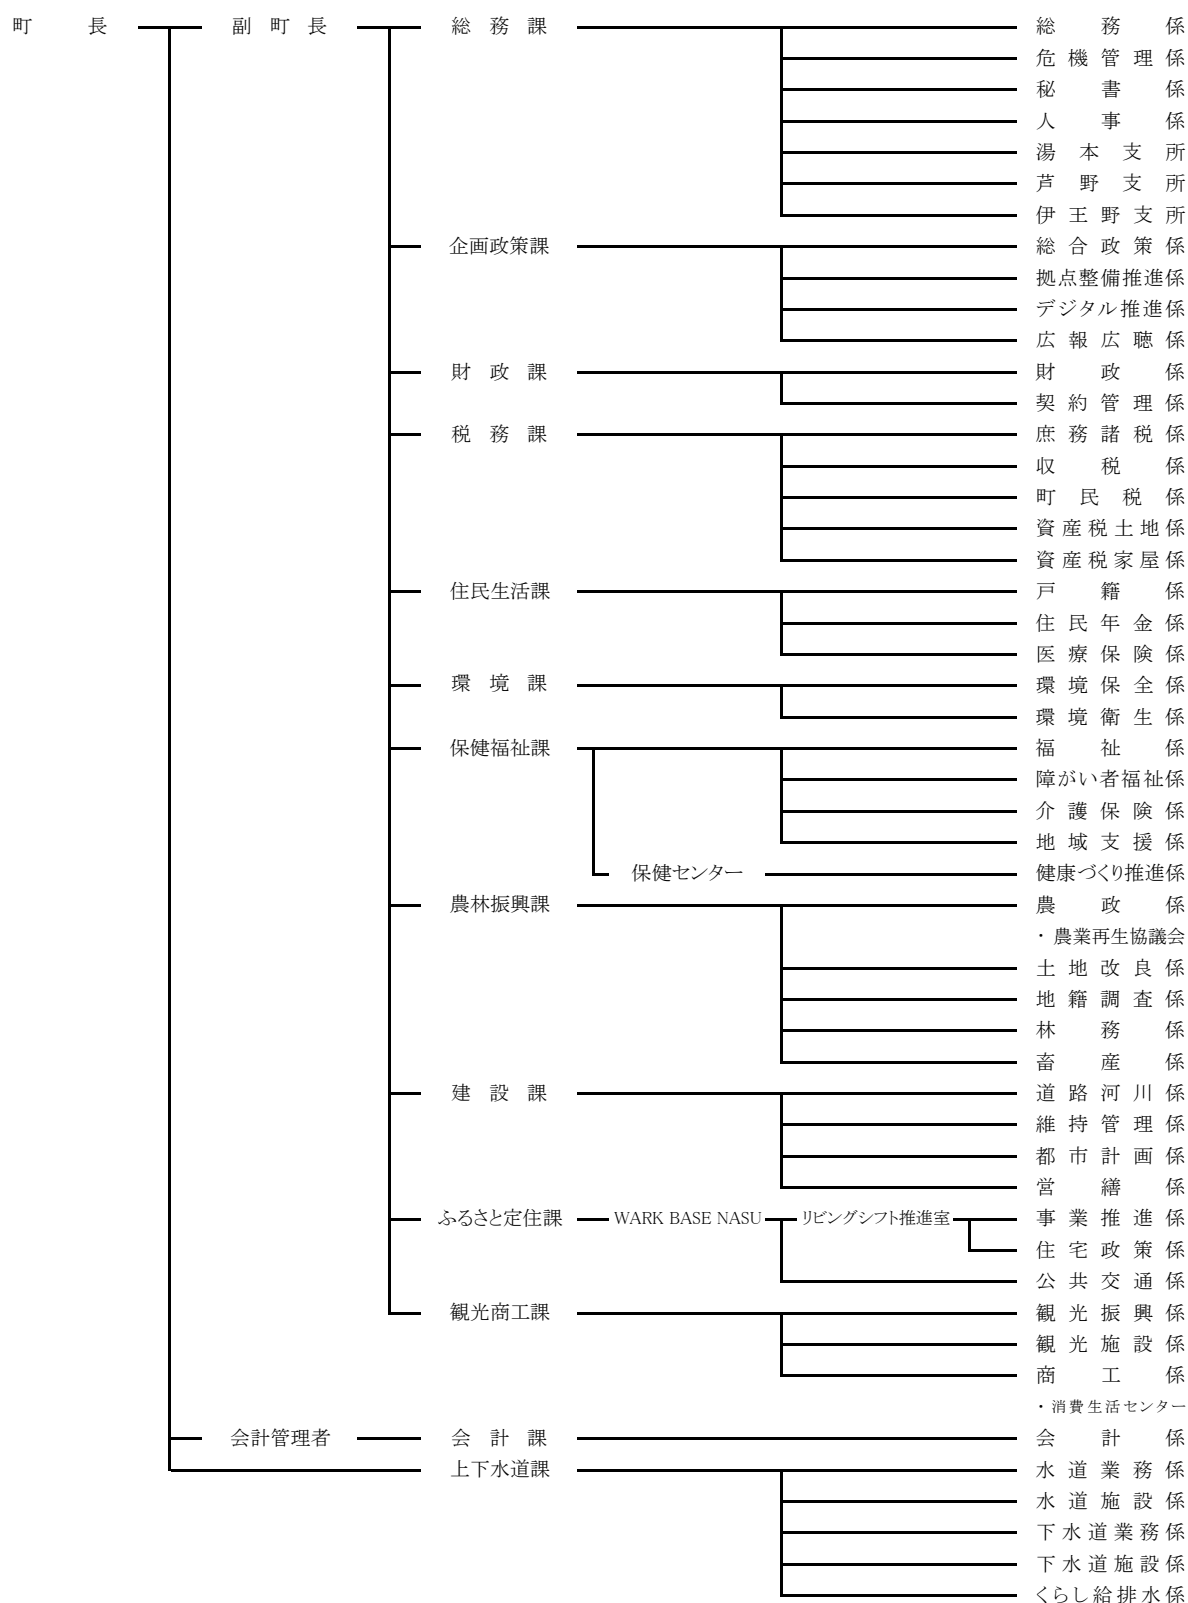 町長 副町長 総務課 総務係
危機管理係
秘書係
人事係
湯本支所
芦野支所
伊王野支所
企画政策課 総合政策係
拠点整備推進係
デジタル推進係
広報広聴係
財政課 財政係
契約管理係
税務課 庶務諸税係
収税係
町民税係
資産税土地係
資産税家屋係
住民生活課 戸籍係
住民年金係
医療保険係
環境課 環境保全係
環境衛生係
保健福祉課 福祉係
障がい者福祉係
介護保険係
地域支援係
保健センター 健康づくり推進係
農林振興課 農政係
・農業再生協議会
土地改良係
地籍調査係
林務係
畜産係
建設課 道路河川係
維持管理係
都市計画係
営繕係
ふるさと定住課 WARK BASE NASU リビングシフト推進室 事業推進係
住宅政策係
公共交通係
観光商工課 観光振興係
観光施設係
商工係
・消費生活センター
会計管理者 会計課 会計係
上下水道課 水道業務係
水道施設係
下水道業務係
下水道施設係
くらし給排水係